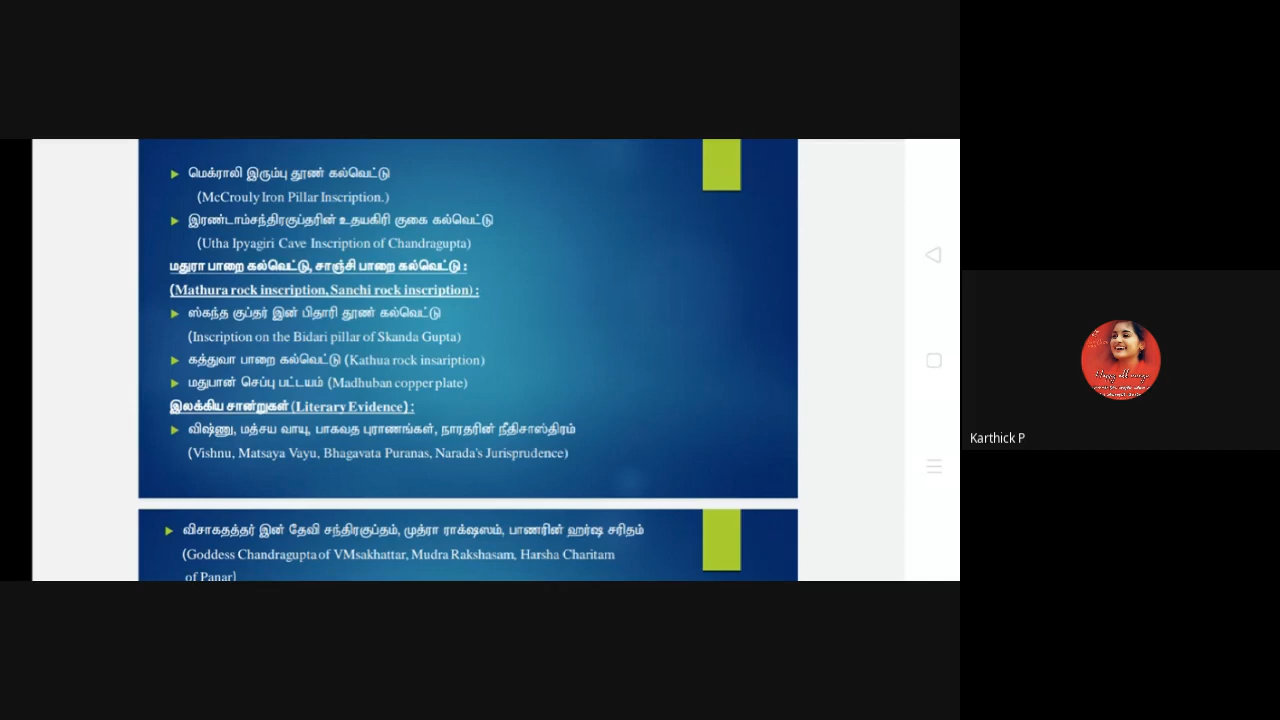 மெக்ராலி இரும்பு தூண் கல்வெட்டு
(McCrouly Iron Pillar Inscription.)
இரண்டாம்சந்திரகுப்தரின் உதயகிரி குகை கல்வெட்டு
(Utha Ipyagiri Cave Inscription of Chandragupta)
மதுரா பாறை கல்வெட்டு, சாஞ்சி பாறை கல்வெட்டு :
(Mathura rock inscription, Sanchi rock inscription) :
ஸ்கந்த குப்தர் இன் பிதாரி தூண் கல்வெட்டு
(Inscription on the Bidari pillar of Skanda Gupta)
கத்துவா பாறை கல்வெட்டு (Kathua rock insaription)
மதுபான் செப்பு பட்டயம் (Madhuban copper plate)
இலக்கிய சான்றுகள் (Literary Evidence) :
விஷ்ணு, மத்சய வாயு, பாகவத புராணங்கள், நாரதரின் நீதிசாஸ்திரம்
(Vishnu, Matsaya Vayu, Bhagavata Puranas, Narada's Jurisprudence)
விசாகதத்தர் இன் தேவி சந்திரகுப்தம், முத்ரா ராக்ஷஸம், பாணரின் ஹர்ஷ சரிதம்
(Goddess Chandragupta of VMsakhattar, Mudra Rakshasam, Harsha Charitam
of Panar)
Karthick P